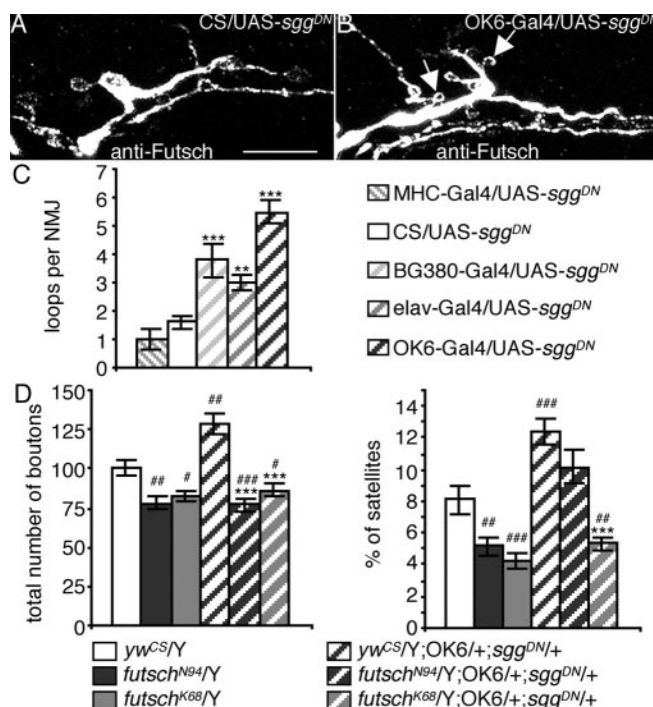 A CS/UAS-sgg^DN B OK6-Gal4/UAS-sgg^DN
anti-Futsch anti-Futsch
C
loops per NMJ
7
6
5
4
3
2
1
0
*** ** ***
MHC-Gal4/UAS-sgg^DN
CS/UAS-sgg^DN
BG380-Gal4/UAS-sgg^DN
elav-Gal4/UAS-sgg^DN
OK6-Gal4/UAS-sgg^DN
D
total number of boutons
150
125
100
75
50
25
0
## # ## ### *** # ***
% of satellites
14
12
10
8
6
4
2
0
## ### ### ## ***
yw^CS/Y
futsch^N94/Y
futsch^K68/Y
yw^CS/Y;OK6/+;sgg^DN/+
futsch^N94/Y;OK6/+;sgg^DN/+
futsch^K68/Y;OK6/+;sgg^DN/+